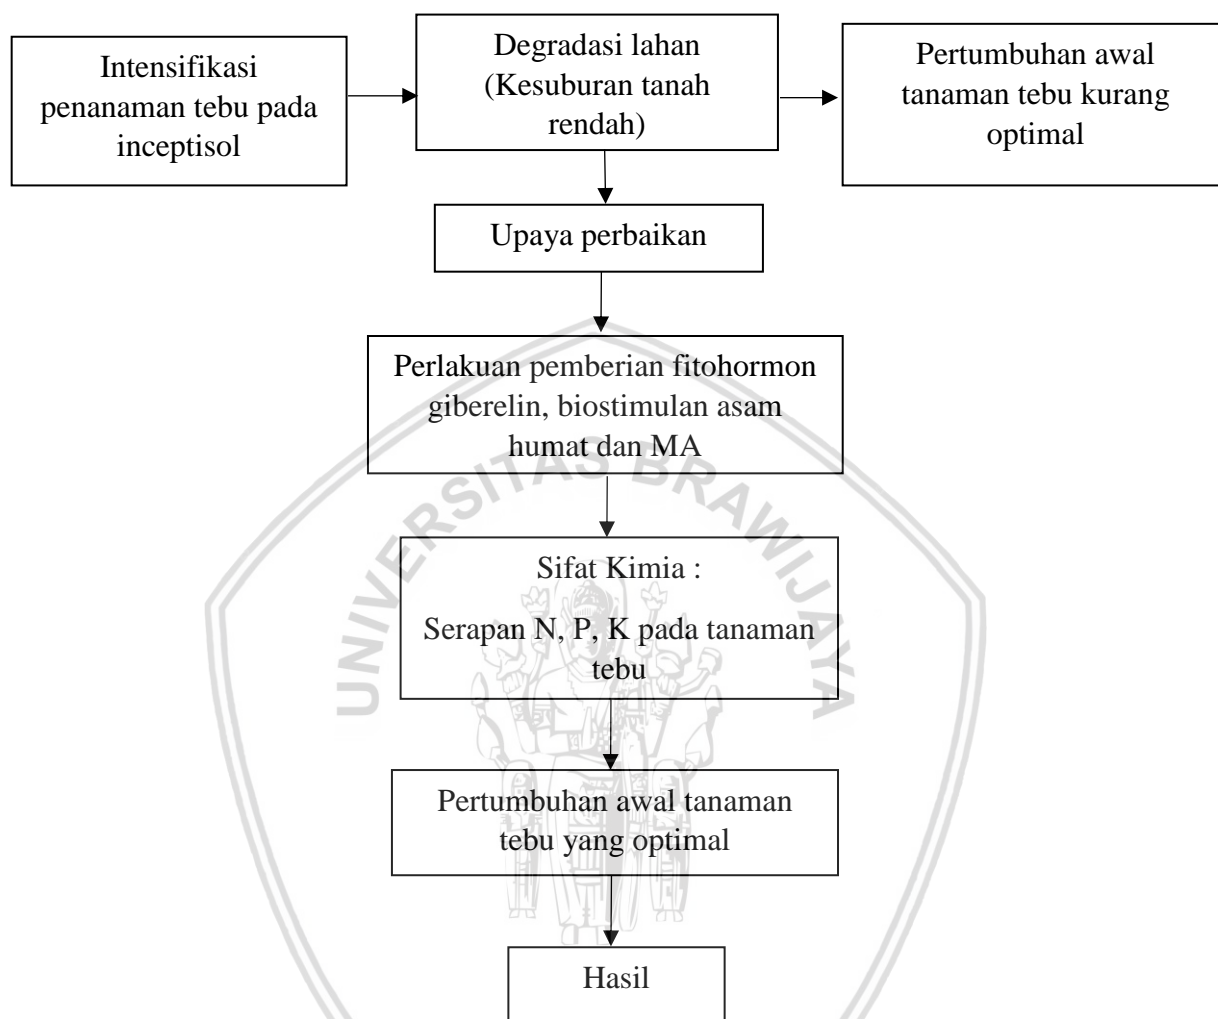 Intensifikasi
penanaman tebu pada
inceptisol
Degradasi lahan
(Kesuburan tanah
rendah)
Pertumbuhan awal
tanaman tebu kurang
optimal
Upaya perbaikan
Perlakuan pemberian fitohormon
giberelin, biostimulan asam
humat dan MA
Sifat Kimia :
Serapan N, P, K pada tanaman
tebu
Pertumbuhan awal tanaman
tebu yang optimal
Hasil
UNIVERSITAS BRAWIJAYA